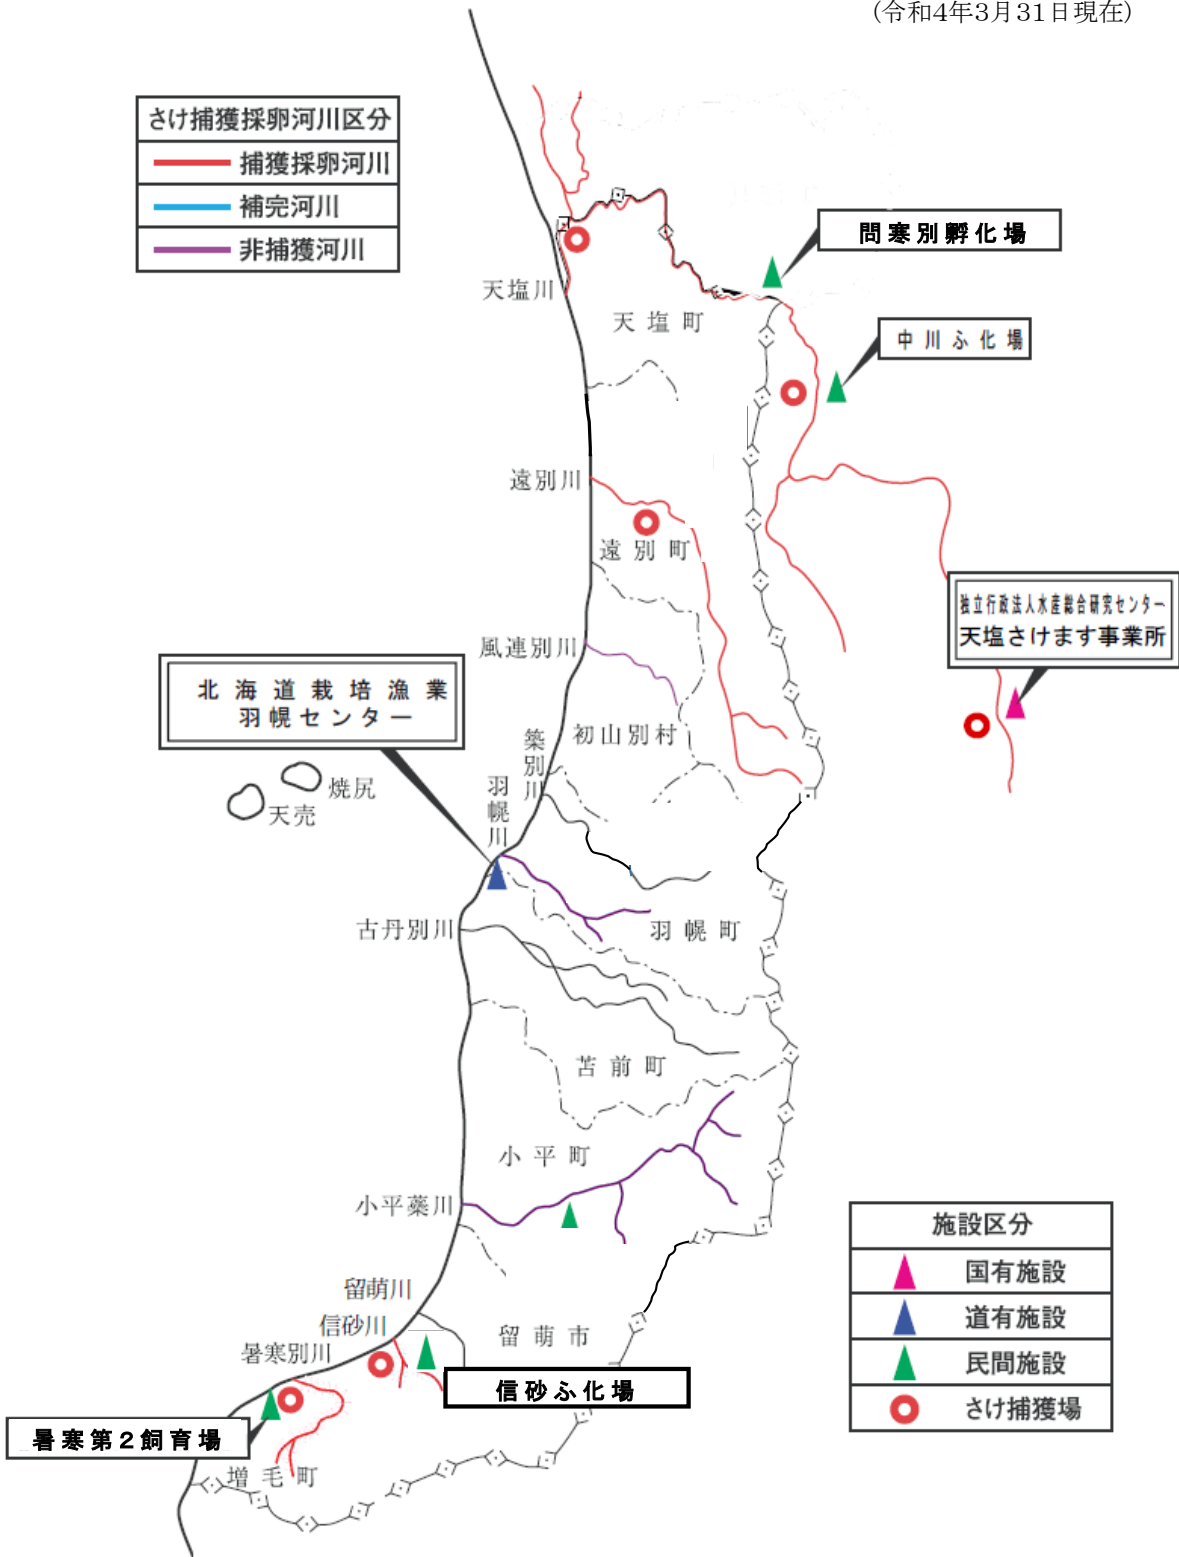 (令和4年3月31日現在)
さけ捕獲採卵河川区分
捕獲採卵河川
補完河川
非捕獲河川
問寒別孵化場
天塩川
天塩町
中川ふ化場
遠別川
遠別町
独立行政法人水産総合研究センター
天塩さけます事業所
風連別川
北海道栽培漁業
羽幌センター
初山別村
築別川
羽幌川
焼尻
天売
古丹別川
羽幌町
苫前町
小平町
小平蘂川
施設区分
国有施設
道有施設
民間施設
さけ捕獲場
留萌川
信砂川
留萌市
暑寒別川
信砂ふ化場
暑寒第2飼育場
増毛町